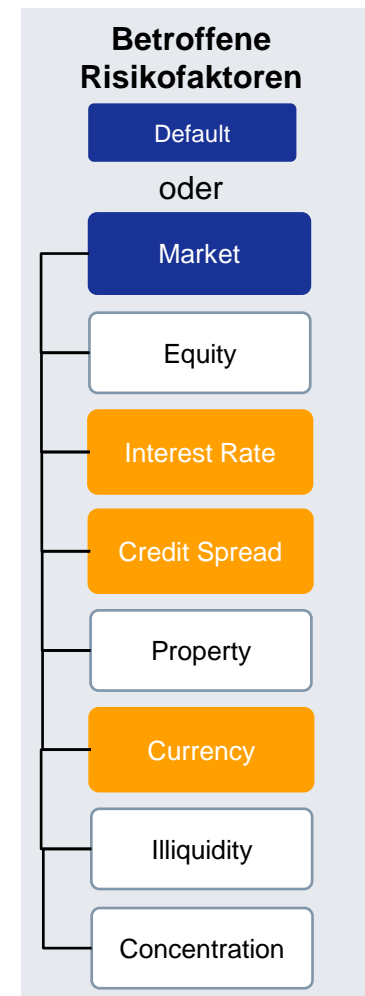 Betroffene
Risikofaktoren
Default
oder
Market
Equity
Interest Rate
Credit Spread
Property
Currency
Illiquidity
Concentration